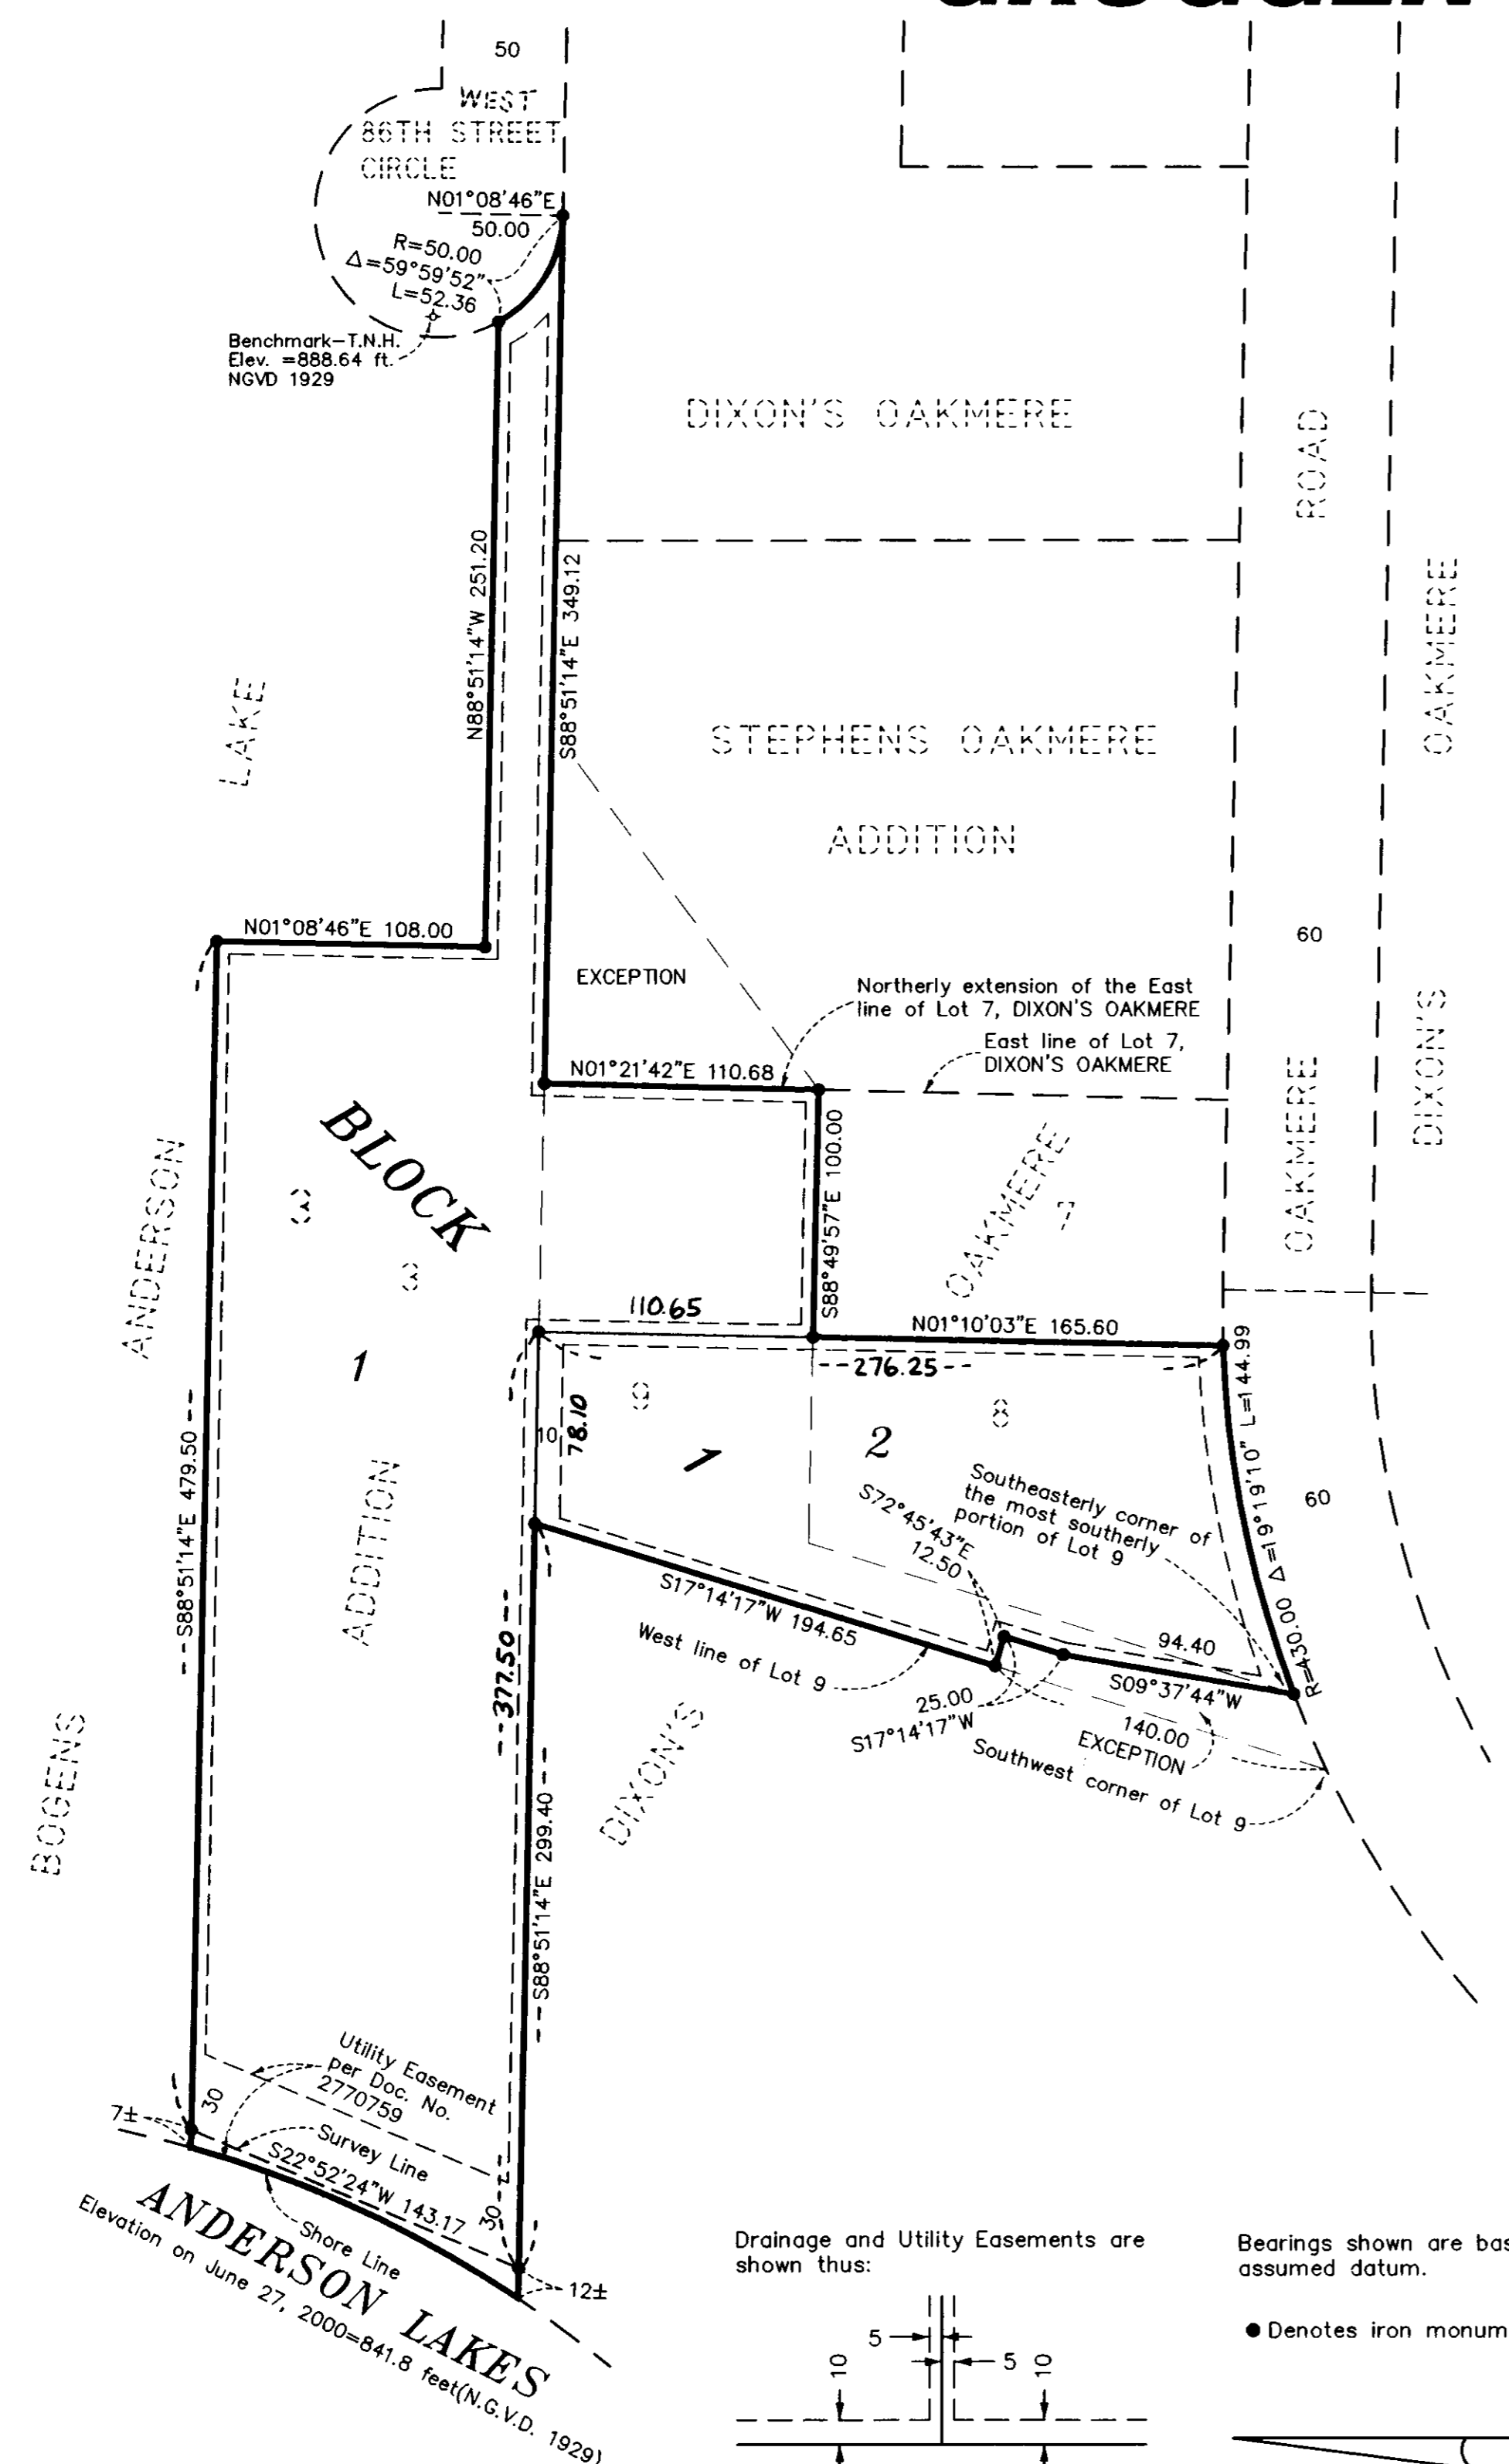 50
WEST
86TH STREET
CIRCLE
N01°08'46"E
50.00
R=50.00
Δ=59°59'52"
L=52.36
Benchmark-T.N.H.
Elev. =888.64 ft.
NGVD 1929
DIXON'S OAKMERE
ROAD
OAKMERE
N88°51'14"W 251.20
S88°51'14"E 349.12
LAKE
STEPHENS OAKMERE
ADDITION
60
N01°08'46"E 108.00
EXCEPTION
Northerly extension of the East
line of Lot 7, DIXON'S OAKMERE
East line of Lot 7,
DIXON'S OAKMERE
N01°21'42"E 110.68
DIXON'S
OAKMERE
BLOCK
S88°49'57"E 100.00
OAKMERE
7
ANDERSON
3
3
110.65
N01°10'03"E 165.60
1
--276.25--
9
8
10
78.10
1
2
60
R=430.00 Δ=19°19'10" L=144.99
Southeasterly corner of
the most southerly
portion of Lot 9
S72°45'43"E
12.50
--S88°51'14"E 479.50--
ADDITION
S17°14'17"W 194.65
West line of Lot 9
94.40
S09°37'44"W
25.00
S17°14'17"W
140.00
EXCEPTION
Southwest corner of Lot 9
--377.50--
DIXON'S
BOGENS
--S88°51'14"E 299.40--
Utility Easement
per Doc. No.
2770759
30
7±
Survey Line
S22°52'24"W 143.17
30
Shore Line
12±
ANDERSON LAKES
Elevation on June 27, 2000=841.8 feet(N.G.V.D. 1929)
Drainage and Utility Easements are
shown thus:
5
5
10
10
Bearings shown are bas
assumed datum.
● Denotes iron monum